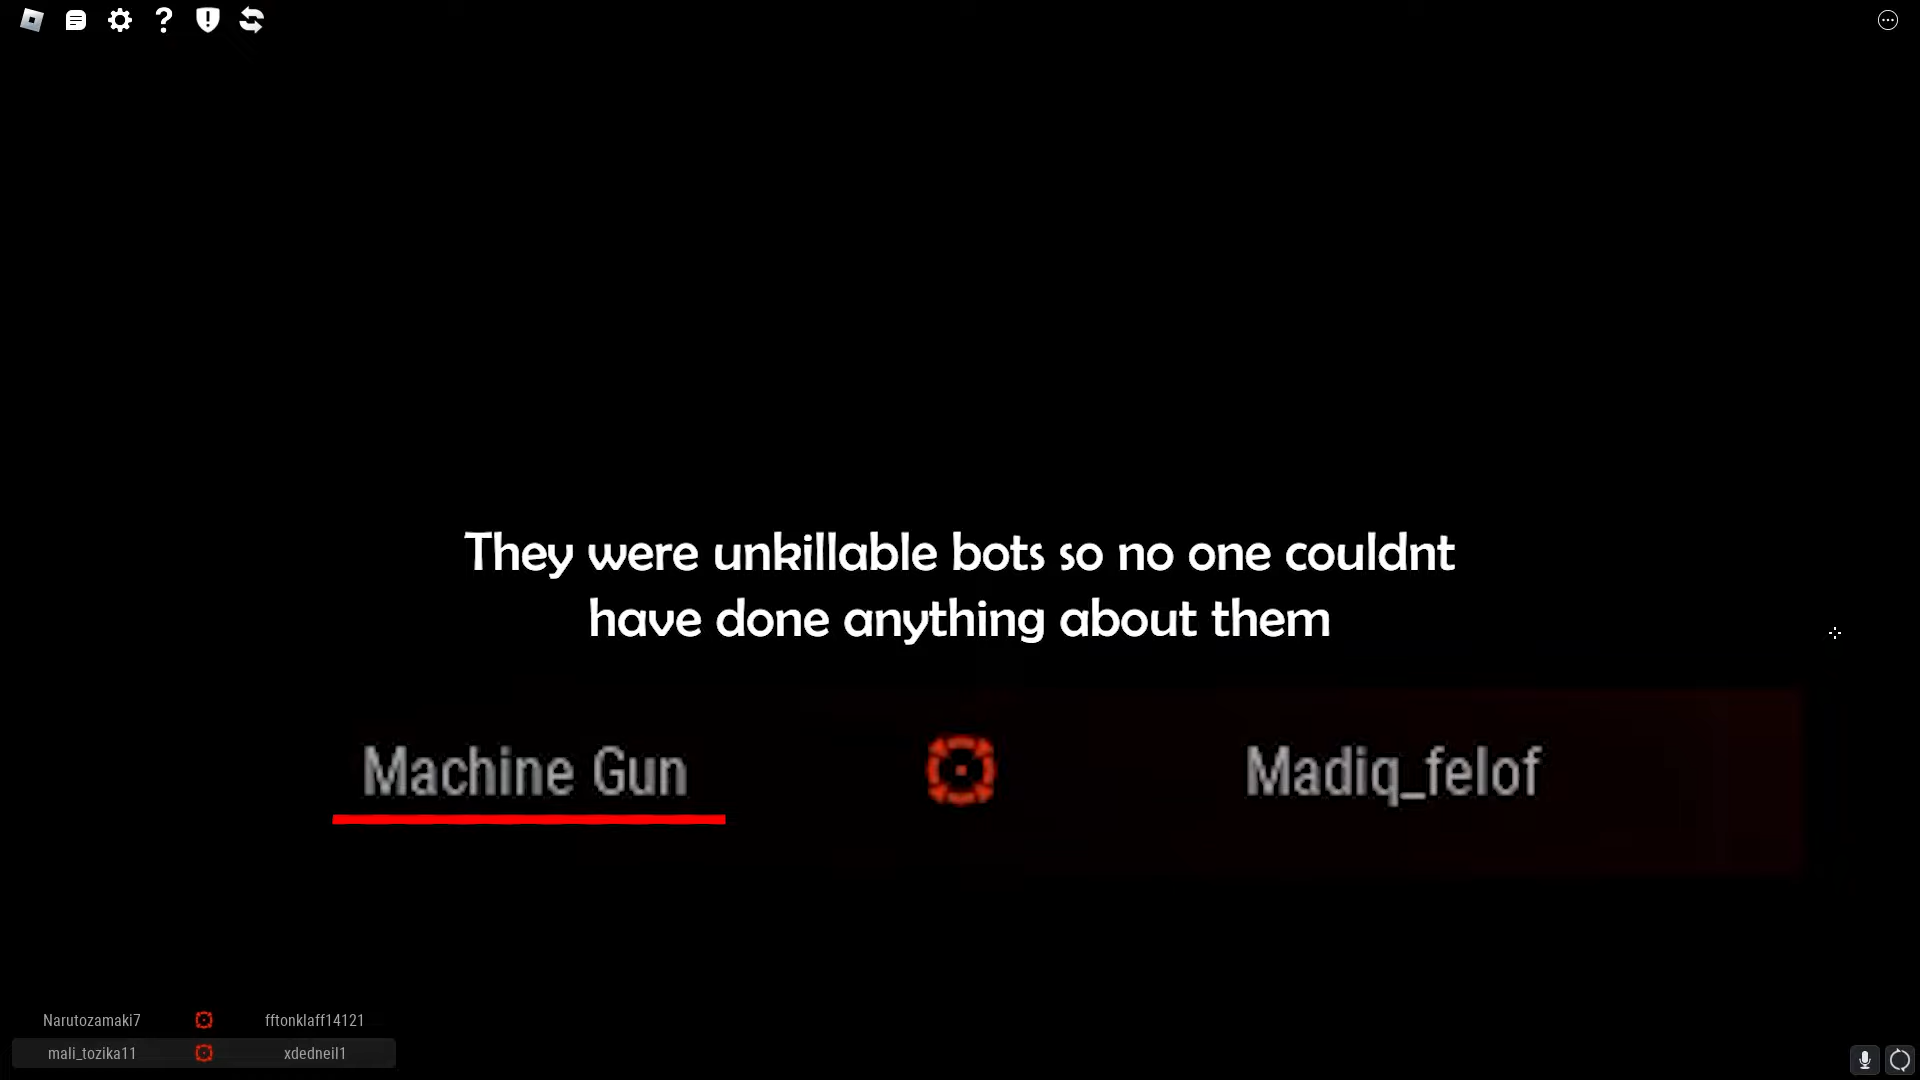 They were unkillable bots so no one couldnt
have done anything about them
Machine Gun Madiq_felof
Narutozamaki7 fftonklaff14121
mali_tozika11 xdedneil1